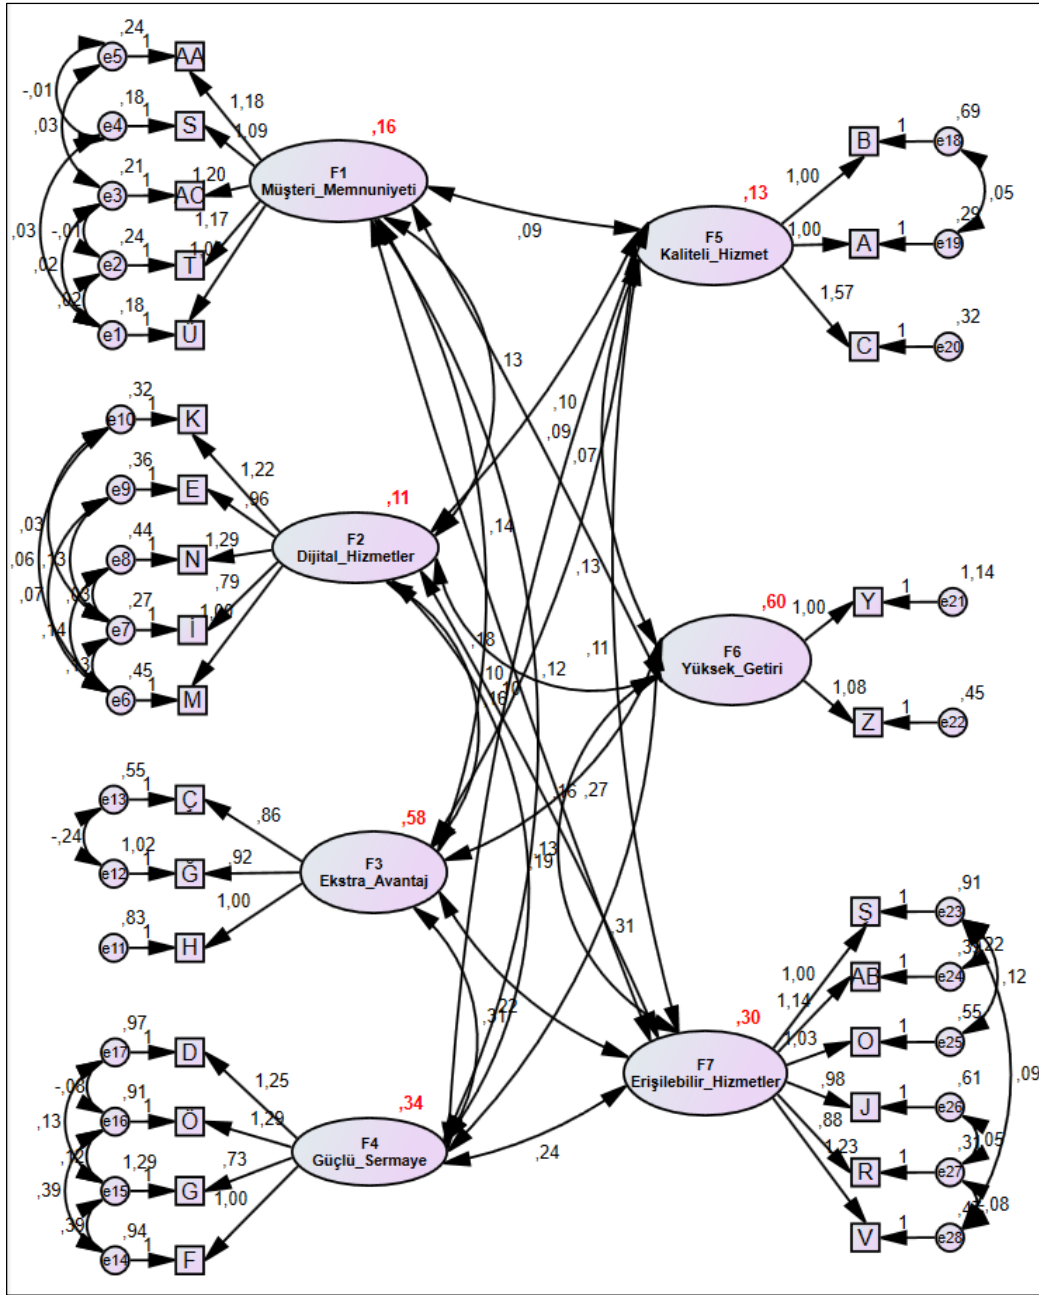 ,24
e5
1
AA
-,01
,18
e4
1
S
,03
,21
e3
1
-,01
,24
e2
1
T
,03
,02
,02
,18
e1
1
Ü
1,18
1,09
1,20
1,17
,16
F1
Müşteri_Memnuniyeti
,32
e10
1
K
,36
e9
1
E
,44
e8
1
N
,27
e7
1
İ
,45
e6
1
M
,03
,06
,13
,07
,03
,14
,13
1,22
,96
1,29
,79
1,00
,11
F2
Dijital_Hizmetler
,55
e13
1
Ç
-,24
1,02
e12
1
Ğ
,83
e11
1
H
,86
,92
1,00
,58
F3
Ekstra_Avantaj
,97
e17
1
D
-,08
,91
e16
1
Ö
,13
,12
1,29
e15
1
G
,39
,39
,94
e14
1
F
1,25
1,29
,73
1,00
,34
F4
Güçlü_Sermaye
,09
,13
,10
,09
,07
,14
,13
,18
,10
,10
,16
,12
,11
,16
,27
,13
,19
,31
,31
,22
,24
,13
F5
Kaliteli_Hizmet
1,00
1,00
1,57
B
1
,69
e18
A
1
,29
e19
,05
C
1
,32
e20
,60
F6
Yüksek_Getiri
1,00
1,08
Y
1
1,14
e21
Z
1
,45
e22
,30
F7
Erişilebilir_Hizmetler
1,00
1,14
1,03
,98
,88
1,23
Ş
1
,91
e23
AB
1
e24
,22
,12
O
1
,55
e25
J
1
,61
e26
,09
R
1
,31
e27
,05
V
1
e28
-,08